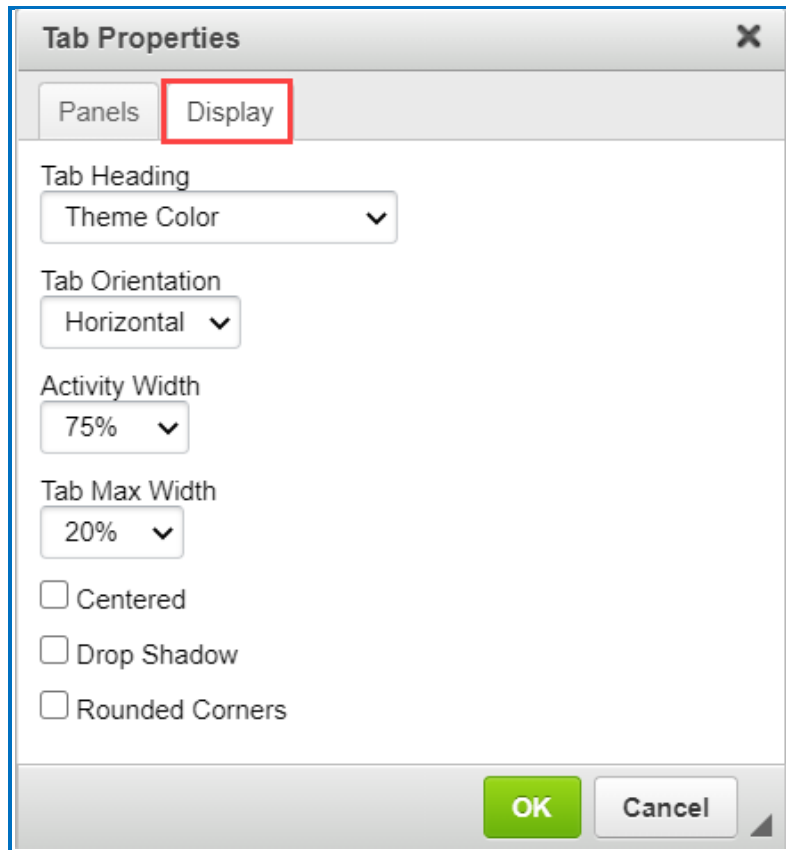 Tab Properties
Panels Display
Tab Heading
Theme Color
Tab Orientation
Horizontal
Activity Width
75%
Tab Max Width
20%
Centered
Drop Shadow
Rounded Corners
OK Cancel